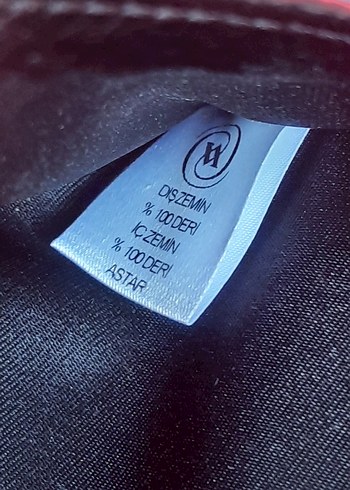 DIŞ ZEMİN
% 100 DERİ
İÇ ZEMİN
% 100 DERİ
ASTAR